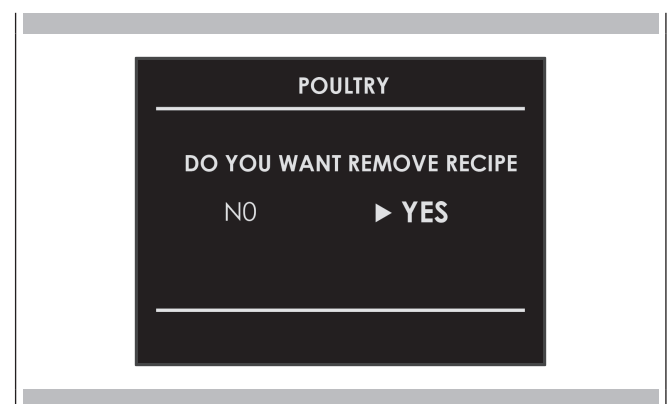 POULTRY
DO YOU WANT REMOVE RECIPE
N0 ▶ YES